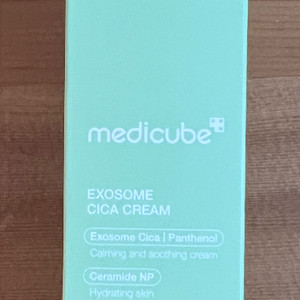 medicube
EXOSOME
CICA CREAM
Exosome Cica | Panthenol
Calming and soothing cream
Ceramide NP
Hydrating skin